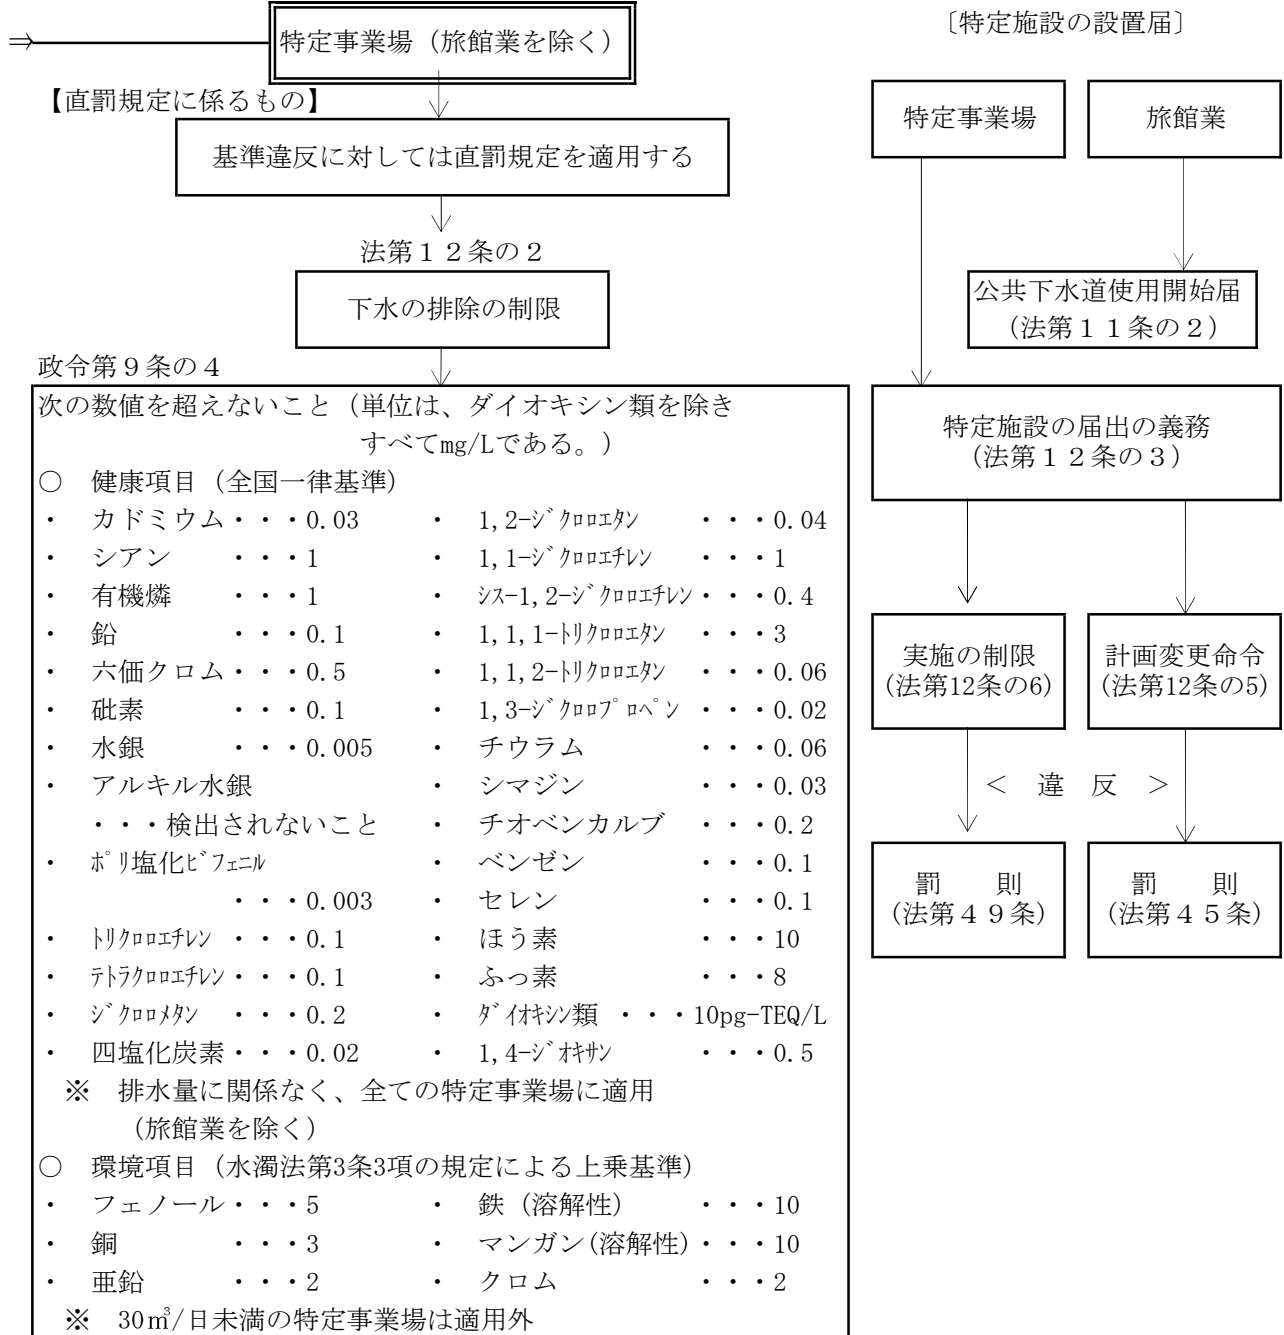 ⇒ 特定事業場（旅館業を除く）
【直罰規定に係るもの】
基準違反に対しては直罰規定を適用する
法第１２条の２
下水の排除の制限
政令第９条の４
次の数値を超えないこと（単位は、ダイオキシン類を除き
すべてmg/Lである。）
○　健康項目（全国一律基準）
・　カドミウム・・・0.03　・　1,2-ｼﾞｸﾛﾛｴﾀﾝ　・・・0.04
・　シアン　・・・1　・　1,1-ｼﾞｸﾛﾛｴﾁﾚﾝ　・・・1
・　有機燐　・・・1　・　ｼｽ-1,2-ｼﾞｸﾛﾛｴﾁﾚﾝ・・・0.4
・　鉛　・・・0.1　・　1,1,1-ﾄﾘｸﾛﾛｴﾀﾝ　・・・3
・　六価クロム・・・0.5　・　1,1,2-ﾄﾘｸﾛﾛｴﾀﾝ　・・・0.06
・　砒素　・・・0.1　・　1,3-ｼﾞｸﾛﾛﾌﾟﾛﾍﾟﾝ　・・・0.02
・　水銀　・・・0.005　・　チウラム　・・・0.06
・　アルキル水銀　・　シマジン　・・・0.03
・・・検出されないこと　・　チオベンカルブ　・・・0.2
・　ﾎﾟﾘ塩化ﾋﾞﾌｪﾆﾙ　・　ベンゼン　・・・0.1
・・・0.003　・　セレン　・・・0.1
・　ﾄﾘｸﾛﾛｴﾁﾚﾝ　・・・0.1　・　ほう素　・・・10
・　ﾃﾄﾗｸﾛﾛｴﾁﾚﾝ・・・0.1　・　ふっ素　・・・8
・　ｼﾞｸﾛﾛﾒﾀﾝ　・・・0.2　・　ﾀﾞｲｵｷｼﾝ類　・・・10pg-TEQ/L
・　四塩化炭素・・・0.02　・　1,4-ｼﾞｵｷｻﾝ　・・・0.5
※　排水量に関係なく、全ての特定事業場に適用
（旅館業を除く）
○　環境項目（水濁法第3条3項の規定による上乗基準）
・　フェノール・・・5　・　鉄（溶解性）　・・・10
・　銅　・・・3　・　マンガン(溶解性)・・・10
・　亜鉛　・・・2　・　クロム　・・・2
※　30㎥/日未満の特定事業場は適用外
〔特定施設の設置届〕
特定事業場
旅館業
公共下水道使用開始届
（法第１１条の２）
特定施設の届出の義務
（法第１２条の３）
実施の制限
(法第12条の6)
計画変更命令
(法第12条の5)
＜　違　反　＞
罰　　則
(法第４９条)
罰　　則
(法第４５条)